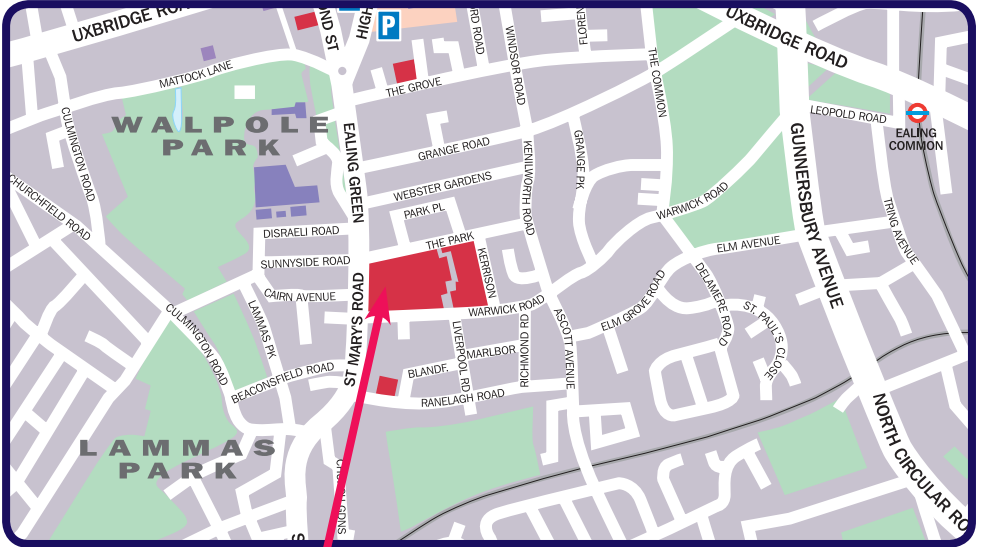 UXBRIDGE ROA
ND ST
HIGH
P
RD ROAD
WINDSOR ROAD
FLOREN
THE COMMON
UXBRIDGE ROAD
MATTOCK LANE
THE GROVE
LEOPOLD ROAD
EALING
COMMON
CULMINGTON ROAD
WALPOLE
PARK
EALING GREEN
GRANGE ROAD
KENILWORTH ROAD
GRANGE PK
GUNNERSBURY AVENUE
CHURCHFIELD ROAD
WEBSTER GARDENS
PARK PL
WARWICK ROAD
TRING AVENUE
DISRAELI ROAD
THE PARK
KERRISON
ELM AVENUE
SUNNYSIDE ROAD
CAIRN AVENUE
LAMMAS PK
ST MARY'S ROAD
WARWICK ROAD
ELM GROVE ROAD
DELAMERE ROAD
ST. PAUL'S CLOSE
CULMINGTON ROAD
LIVERPOOL RD
RICHMOND RD
ASCOTT AVENUE
MARLBOR
BLANDF.
BEACONSFIELD ROAD
RANELAGH ROAD
LAMMAS
PARK
NORTH CIRCULAR RO
GDNS
S